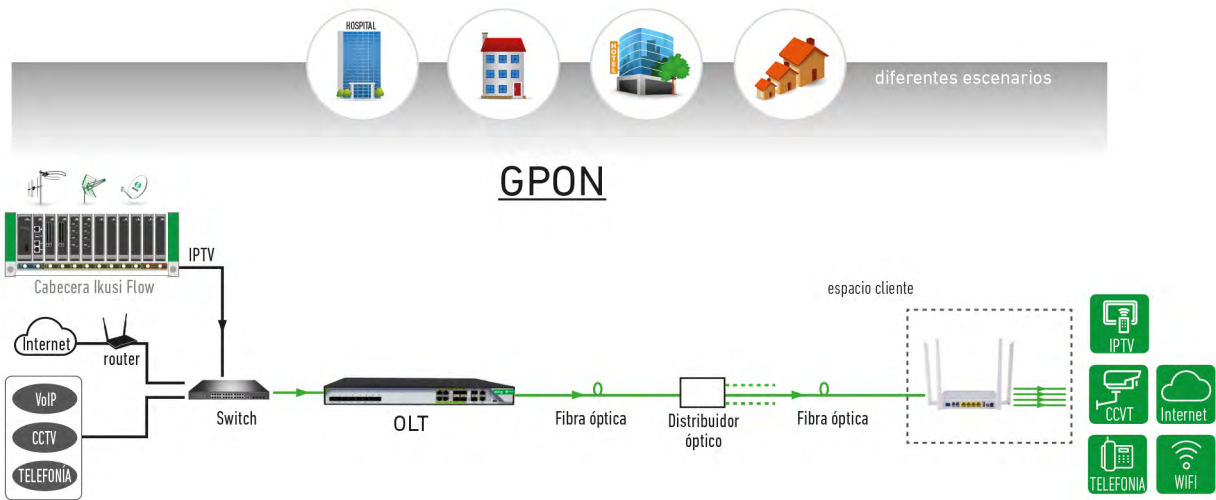 HOSPITAL
HOTEL
diferentes escenarios
GPON
IPTV
Cabecera Ikusi Flow
espacio cliente
Internet
router
VoIP
CCTV
TELEFONÍA
Switch
OLT
Fibra óptica
Distribuidor
óptico
Fibra óptica
IPTV
CCVT
Internet
TELEFONIA
WIFI